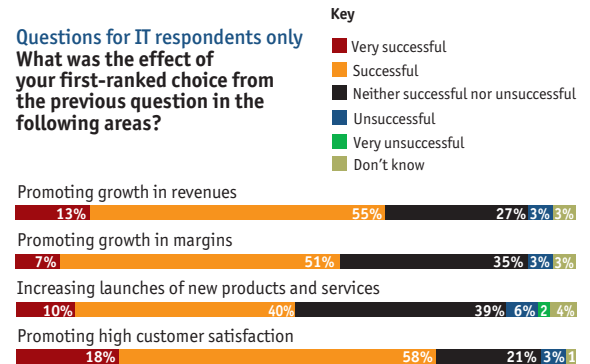 Questions for IT respondents only
What was the effect of
your first-ranked choice from
the previous question in the
following areas?
Key
Very successful
Successful
Neither successful nor unsuccessful
Unsuccessful
Very unsuccessful
Don't know
Promoting growth in revenues
13% 55% 27% 3% 3%
Promoting growth in margins
7% 51% 35% 3% 3%
Increasing launches of new products and services
10% 40% 39% 6% 2 4%
Promoting high customer satisfaction
18% 58% 21% 3% 1